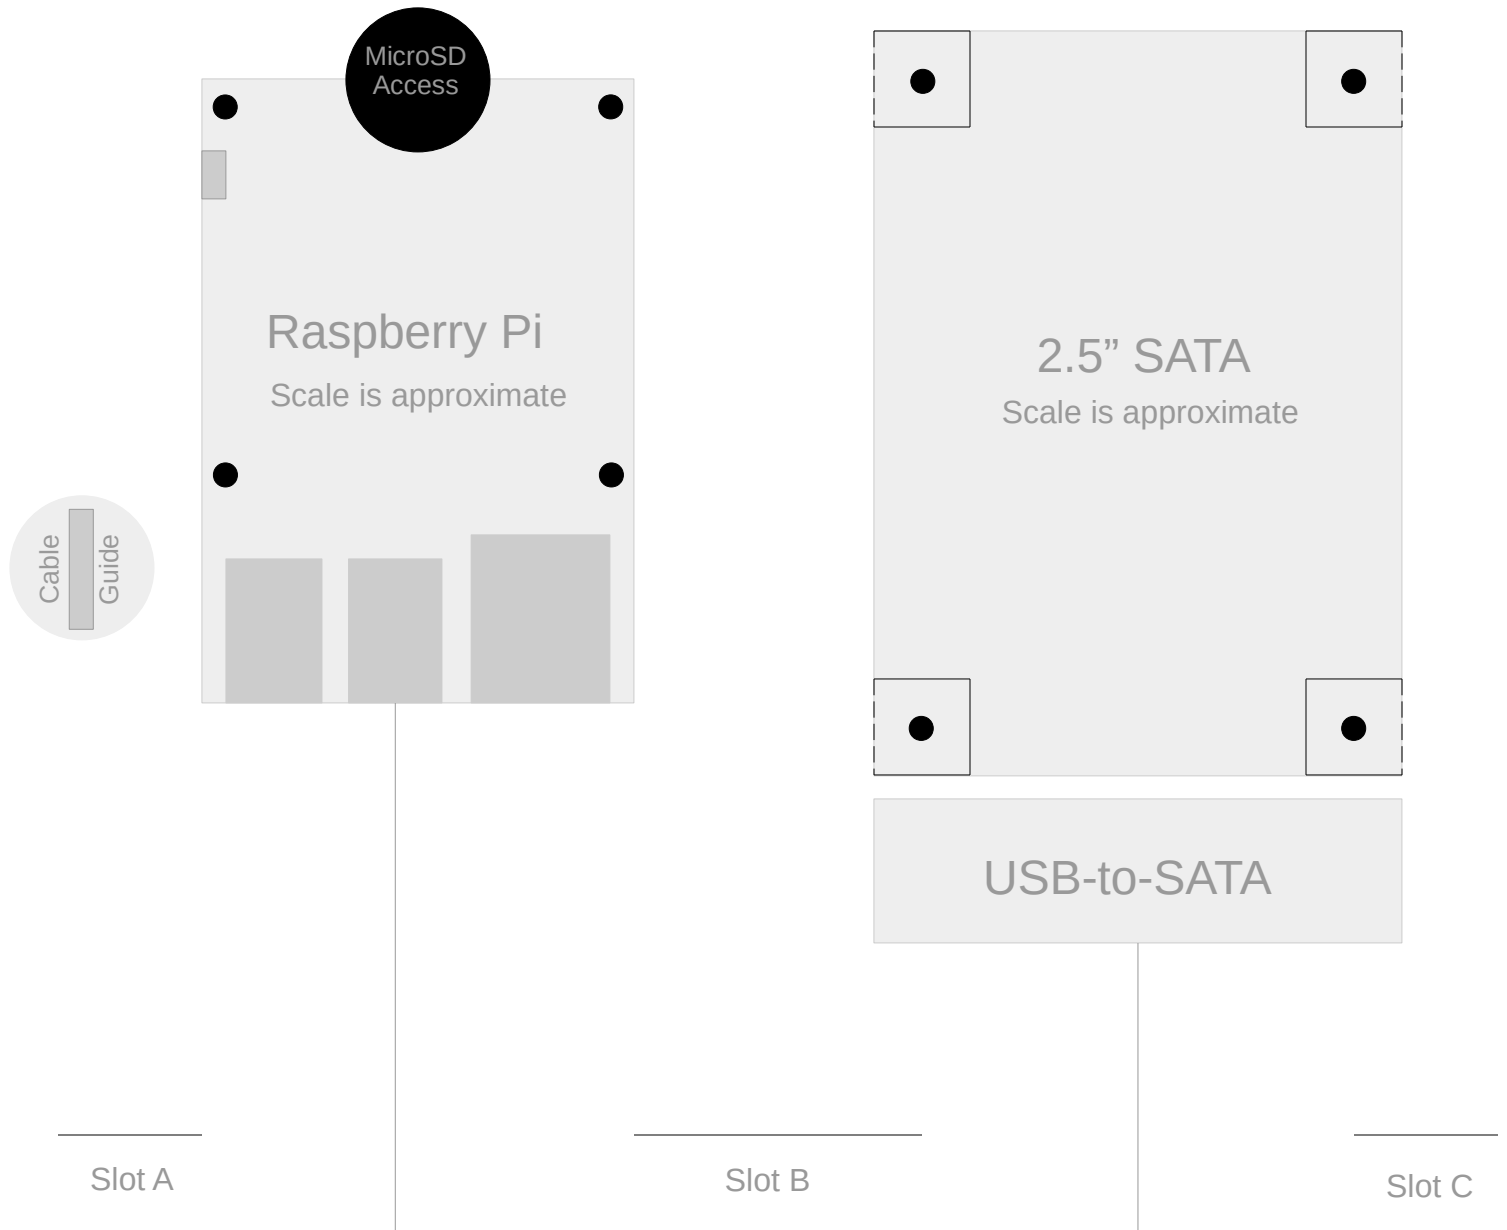 MicroSD
Access
Raspberry Pi
Scale is approximate
2.5” SATA
Scale is approximate
Cable
Guide
USB-to-SATA
Slot A
Slot B
Slot C